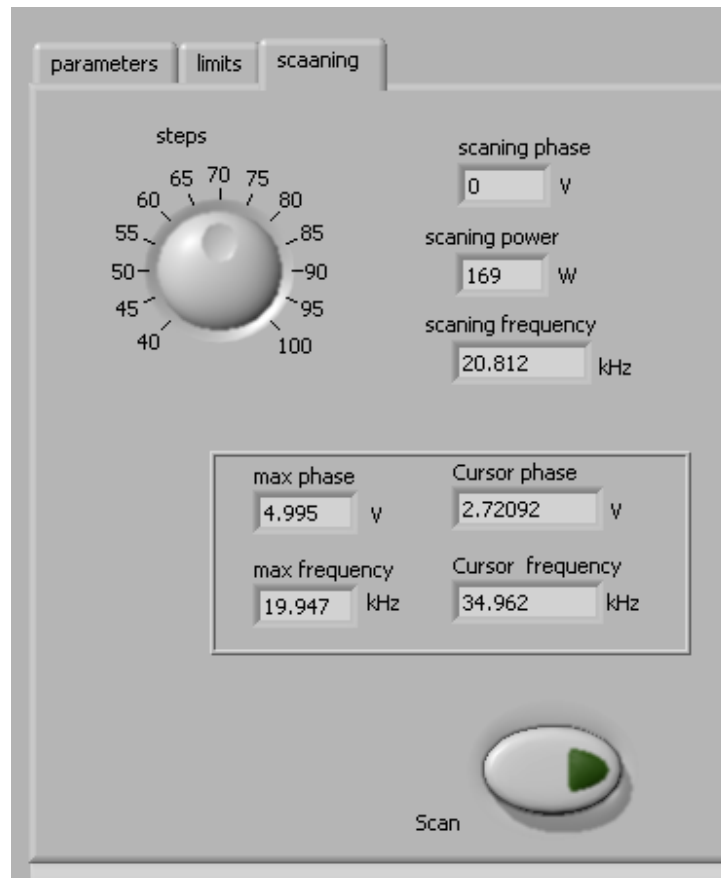 parameters limits scaaning
steps
40 45 50 55 60 65 70 75 80 85 90 95 100
scaning phase
0 V
scaning power
169 W
scaning frequency
20.812 kHz
max phase
4.995 V
Cursor phase
2.72092 V
max frequency
19.947 kHz
Cursor frequency
34.962 kHz
Scan